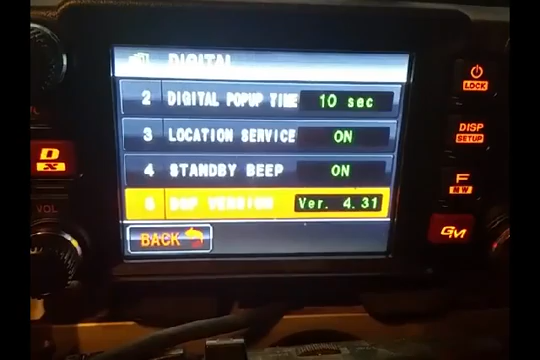 DIGITAL
2 DIGITAL POPUP TIME 10 sec
3 LOCATION SERVICE ON
4 STANDBY BEEP ON
5 DSP VERSION Ver. 4.31
BACK
LOCK
DISP
SETUP
F
MW
GM
D
X
VOL